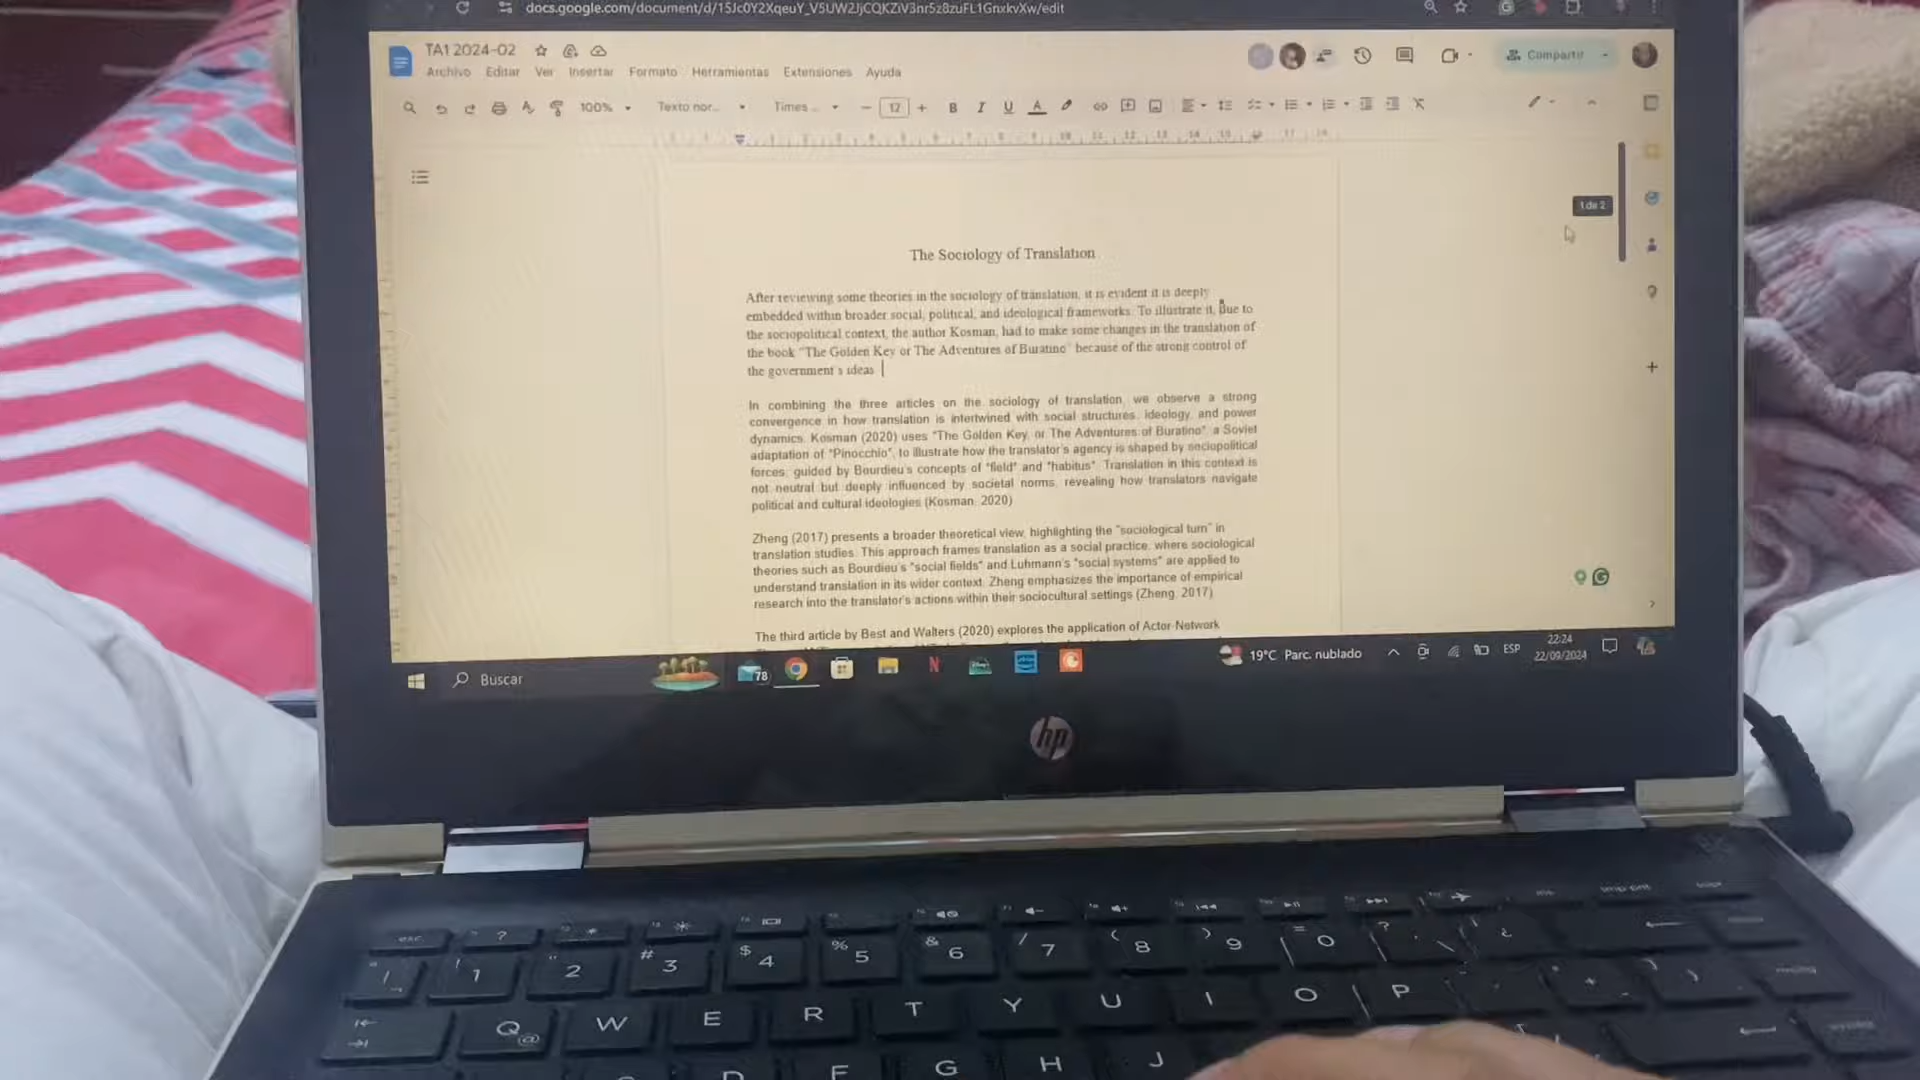 docs.google.com/document/d/15Jc0Y2XqeuY_V5UW2JjCQKZiV3nr5z8zuFL1GnxkvXw/edit
TA1 2024-02
Archivo Editar Ver Insertar Formato Herramientas Extensiones Ayuda
Compartir
100% Texto nor... Times ... 12 B I U A
1 de 2
The Sociology of Translation
After reviewing some theories in the sociology of translation, it is evident it is deeply
embedded within broader social, political, and ideological frameworks. To illustrate it, due to
the sociopolitical context, the author Kosman, had to make some changes in the translation of
the book "The Golden Key or The Adventures of Buratino" because of the strong control of
the government's ideas
In combining the three articles on the sociology of translation, we observe a strong
convergence in how translation is intertwined with social structures, ideology, and power
dynamics. Kosman (2020) uses "The Golden Key, or The Adventures of Buratino", a Soviet
adaptation of "Pinocchio", to illustrate how the translator's agency is shaped by sociopolitical
forces, guided by Bourdieu's concepts of "field" and "habitus". Translation in this context is
not neutral but deeply influenced by societal norms, revealing how translators navigate
political and cultural ideologies (Kosman, 2020)
Zheng (2017) presents a broader theoretical view, highlighting the "sociological turn" in
translation studies. This approach frames translation as a social practice, where sociological
theories such as Bourdieu's "social fields" and Luhmann's "social systems" are applied to
understand translation in its wider context. Zheng emphasizes the importance of empirical
research into the translator's actions within their sociocultural settings (Zheng, 2017)
The third article by Best and Walters (2020) explores the application of Actor-Network
Buscar
78
19°C Parc. nublado
ESP
22:24
22/09/2024
hp
1 2 # 3 $ 4 % 5 & 6 / 7 ( 8 ) 9 = 0 ? ¿
Q @ W E R T Y U I O P
D F G H J